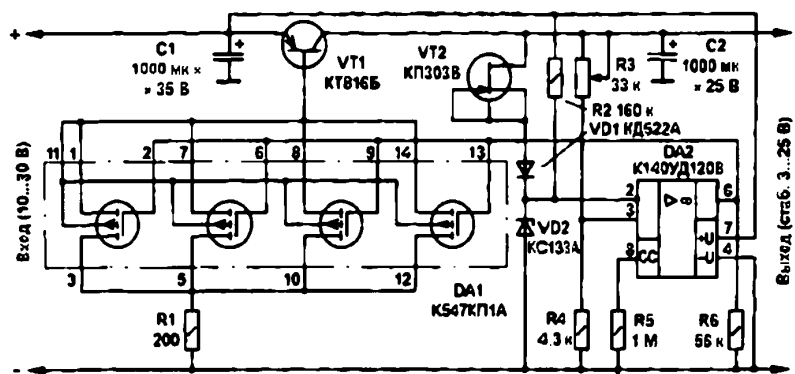 +
C1
1000 мк ×
× 35 В
VT1
КТ816Б
VT2
КП303В
R3
33 к
C2
1000 мк ×
× 25 В
R2 160 к
VD1 КД522А
DA2
К140УД120В
11 1 2 7 6 8 9 14 13
Вход (10...30 В)
2
3
8
CC
▷ ∞
+U
-U
6
7
4
VD2
КС133А
Выход (стаб. 3...25 В)
3 5 10 12
DA1
К547КП1А
R1
200
R4
4,3 к
R5
1 М
R6
56 к
-